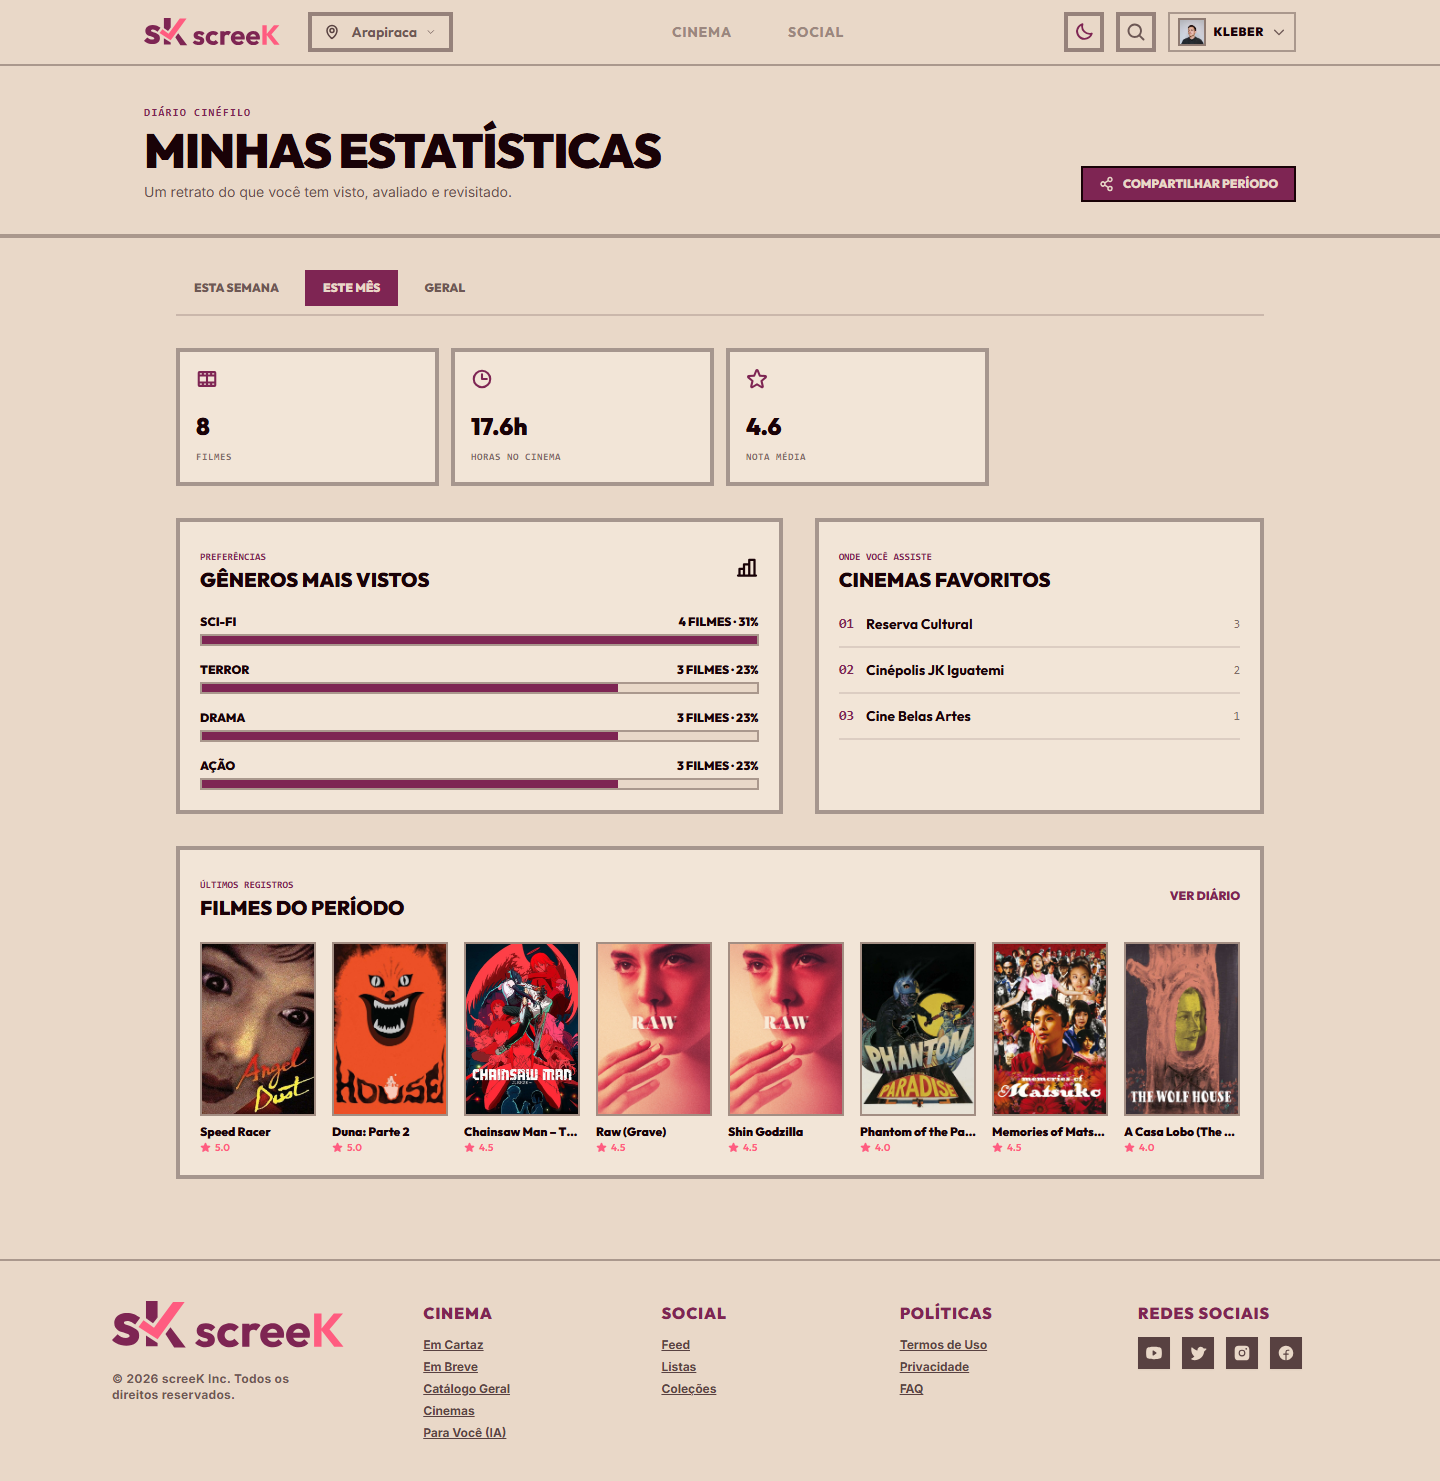 sK screeK
Arapiraca
CINEMA
SOCIAL
KLEBER
DIÁRIO CINÉFILO
MINHAS ESTATÍSTICAS
Um retrato do que você tem visto, avaliado e revisitado.
COMPARTILHAR PERÍODO
ESTA SEMANA
ESTE MÊS
GERAL
8
FILMES
17.6h
HORAS NO CINEMA
4.6
NOTA MÉDIA
PREFERÊNCIAS
GÊNEROS MAIS VISTOS
SCI-FI
4 FILMES · 31%
TERROR
3 FILMES · 23%
DRAMA
3 FILMES · 23%
AÇÃO
3 FILMES · 23%
ONDE VOCÊ ASSISTE
CINEMAS FAVORITOS
01 Reserva Cultural 3
02 Cinépolis JK Iguatemi 2
03 Cine Belas Artes 1
ÚLTIMOS REGISTROS
FILMES DO PERÍODO
VER DIÁRIO
Angel
Dust
HOUSE
CHAINSAW MAN
RAW
RAW
PHANTOM
PARADISE
memories of
Matsuko
THE WOLF HOUSE
Speed Racer
5.0
Duna: Parte 2
5.0
Chainsaw Man – T...
4.5
Raw (Grave)
4.5
Shin Godzilla
4.5
Phantom of the Pa...
4.0
Memories of Mats...
4.5
A Casa Lobo (The ...
4.0
sK screeK
© 2026 screeK Inc. Todos os
direitos reservados.
CINEMA
Em Cartaz
Em Breve
Catálogo Geral
Cinemas
Para Você (IA)
SOCIAL
Feed
Listas
Coleções
POLÍTICAS
Termos de Uso
Privacidade
FAQ
REDES SOCIAIS